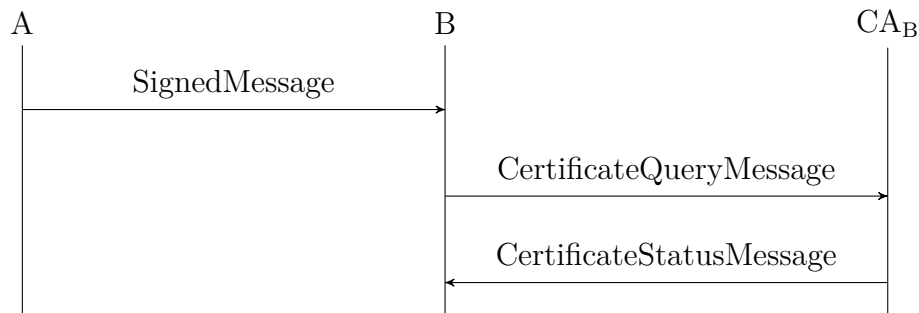 A B CA_B
SignedMessage
CertificateQueryMessage
CertificateStatusMessage